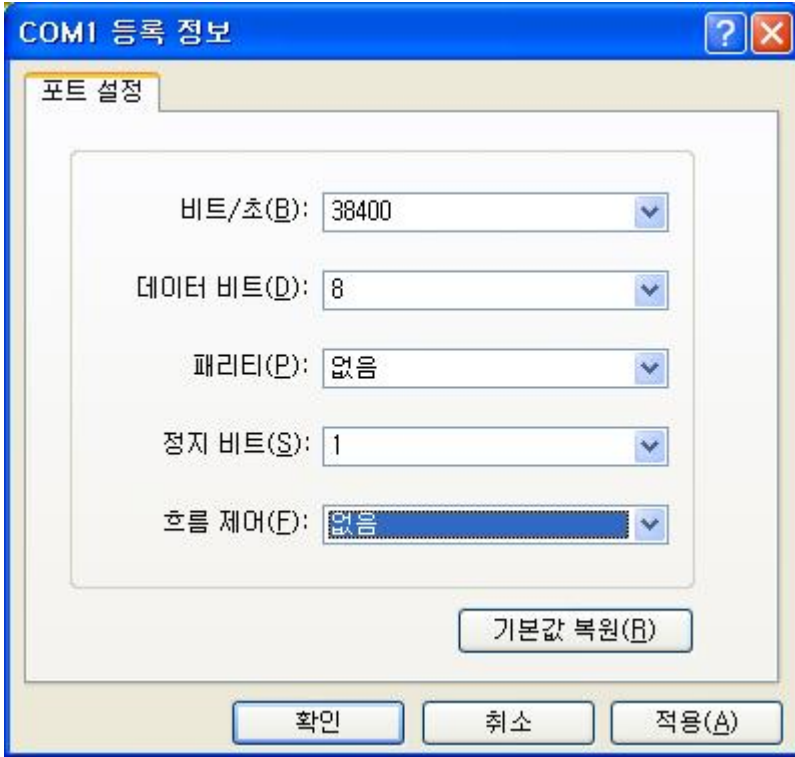 COM1 등록 정보
포트 설정
비트/초(B): 38400
데이터 비트(D): 8
패리티(P): 없음
정지 비트(S): 1
흐름 제어(F): 없음
기본값 복원(R)
확인 취소 적용(A)